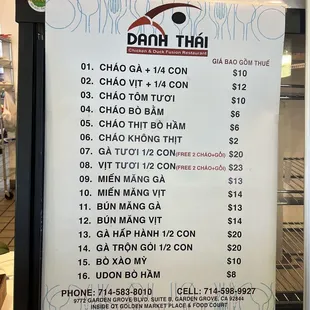 DANH THÁI
Chicken & Duck Fusion Restaurant
GIÁ BAO GỒM THUẾ
01. CHÁO GÀ + 1/4 CON $10
02. CHÁO VỊT + 1/4 CON $12
03. CHÁO TÔM TƯƠI $10
04. CHÁO BÒ BẰM $6
05. CHÁO THỊT BÒ HẦM $6
06. CHÁO KHÔNG THỊT $2
07. GÀ TƯƠI 1/2 CON (FREE 2 CHÁO+GỎI) $20
08. VỊT TƯƠI 1/2 CON (FREE 2 CHÁO+GỎI) $23
09. MIẾN MĂNG GÀ $13
10. MIẾN MĂNG VỊT $14
11. BÚN MĂNG GÀ $13
12. BÚN MĂNG VỊT $14
13. GÀ HẤP HÀNH 1/2 CON $20
14. GÀ TRỘN GỎI 1/2 CON $20
15. BÒ XÀO MỲ $10
16. UDON BÒ HẦM $8
PHONE: 714-583-8010 CELL: 714-598-9927
9772 GARDEN GROVE BLVD. SUITE B, GARDEN GROVE, CA 92844
INSIDE QT GOLDEN MARKET PLACE & FOOD COURT